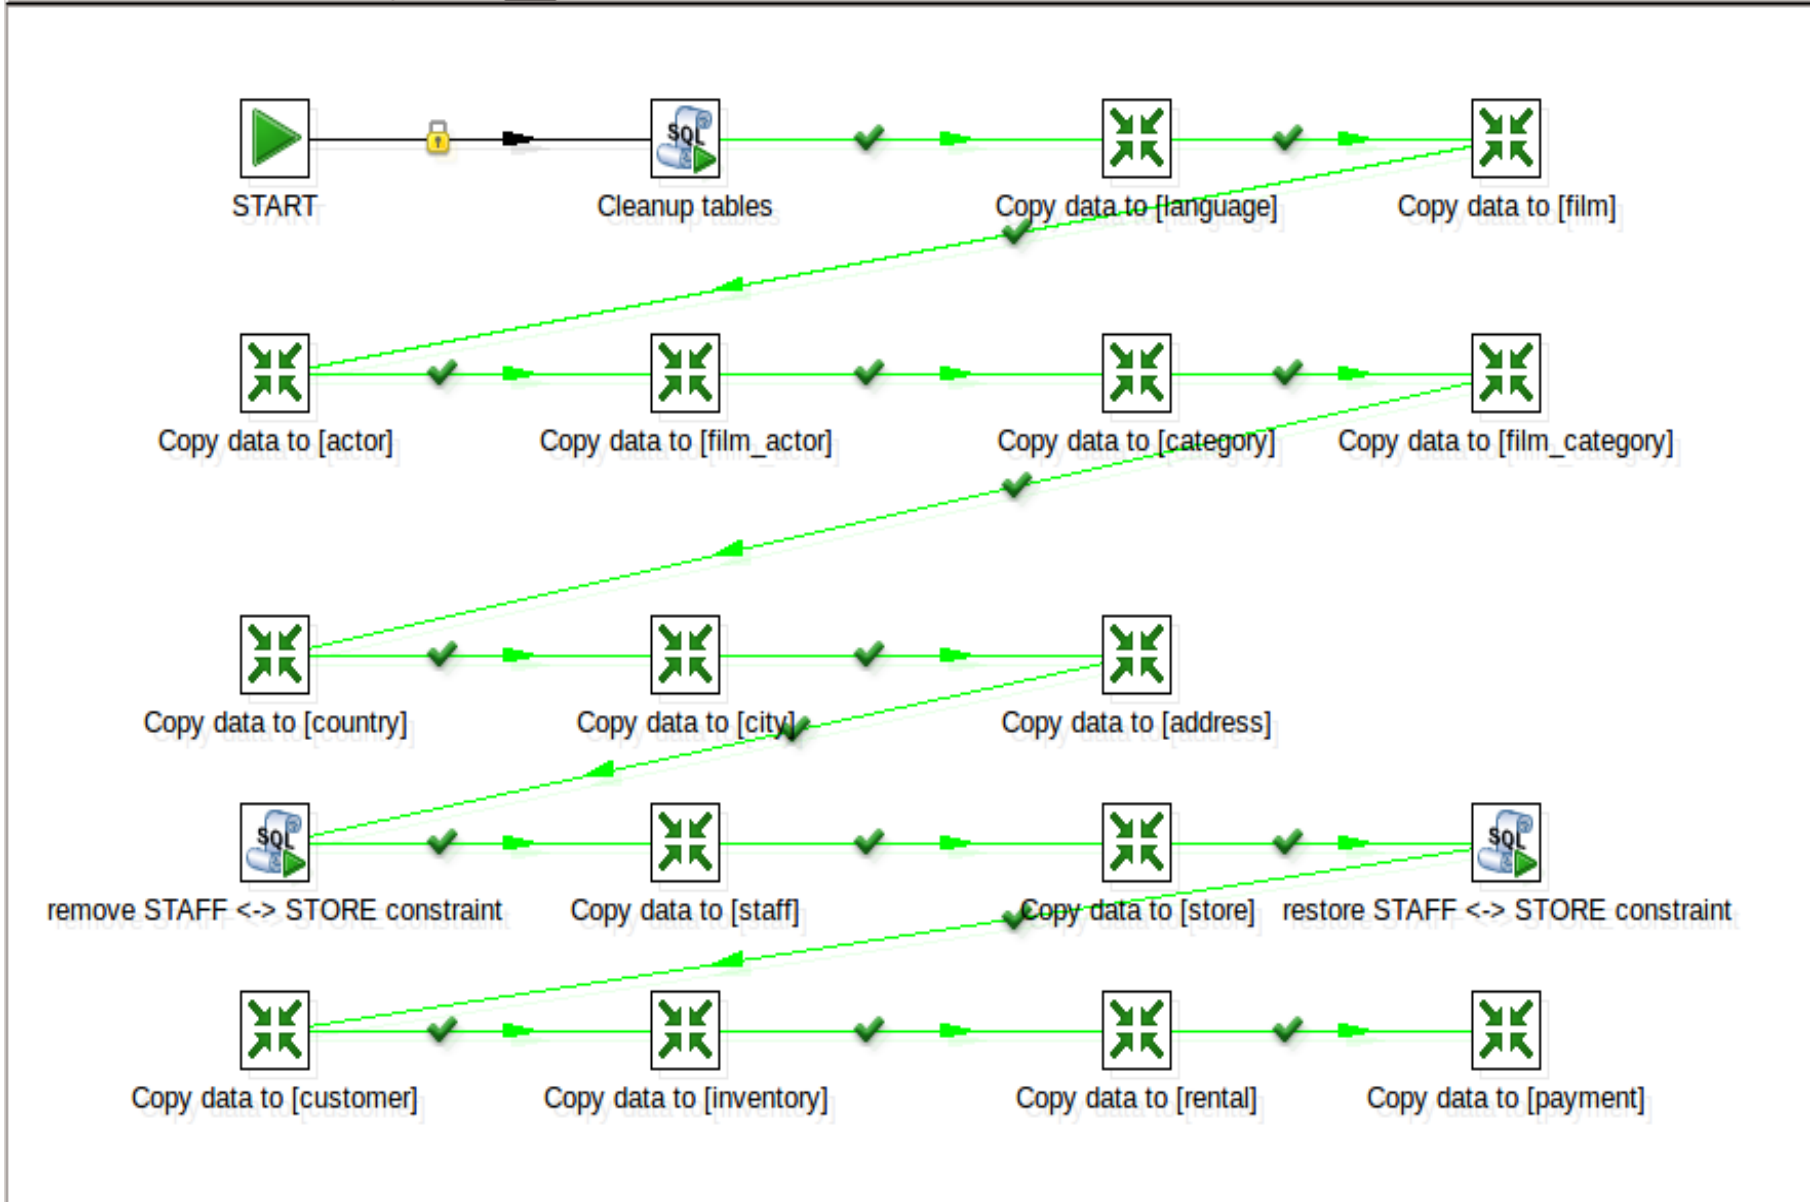 START
SQL
Cleanup tables
Copy data to [language]
Copy data to [film]
Copy data to [actor]
Copy data to [film_actor]
Copy data to [category]
Copy data to [film_category]
Copy data to [country]
Copy data to [city]
Copy data to [address]
SQL
remove STAFF <-> STORE constraint
Copy data to [staff]
Copy data to [store]
SQL
restore STAFF <-> STORE constraint
Copy data to [customer]
Copy data to [inventory]
Copy data to [rental]
Copy data to [payment]